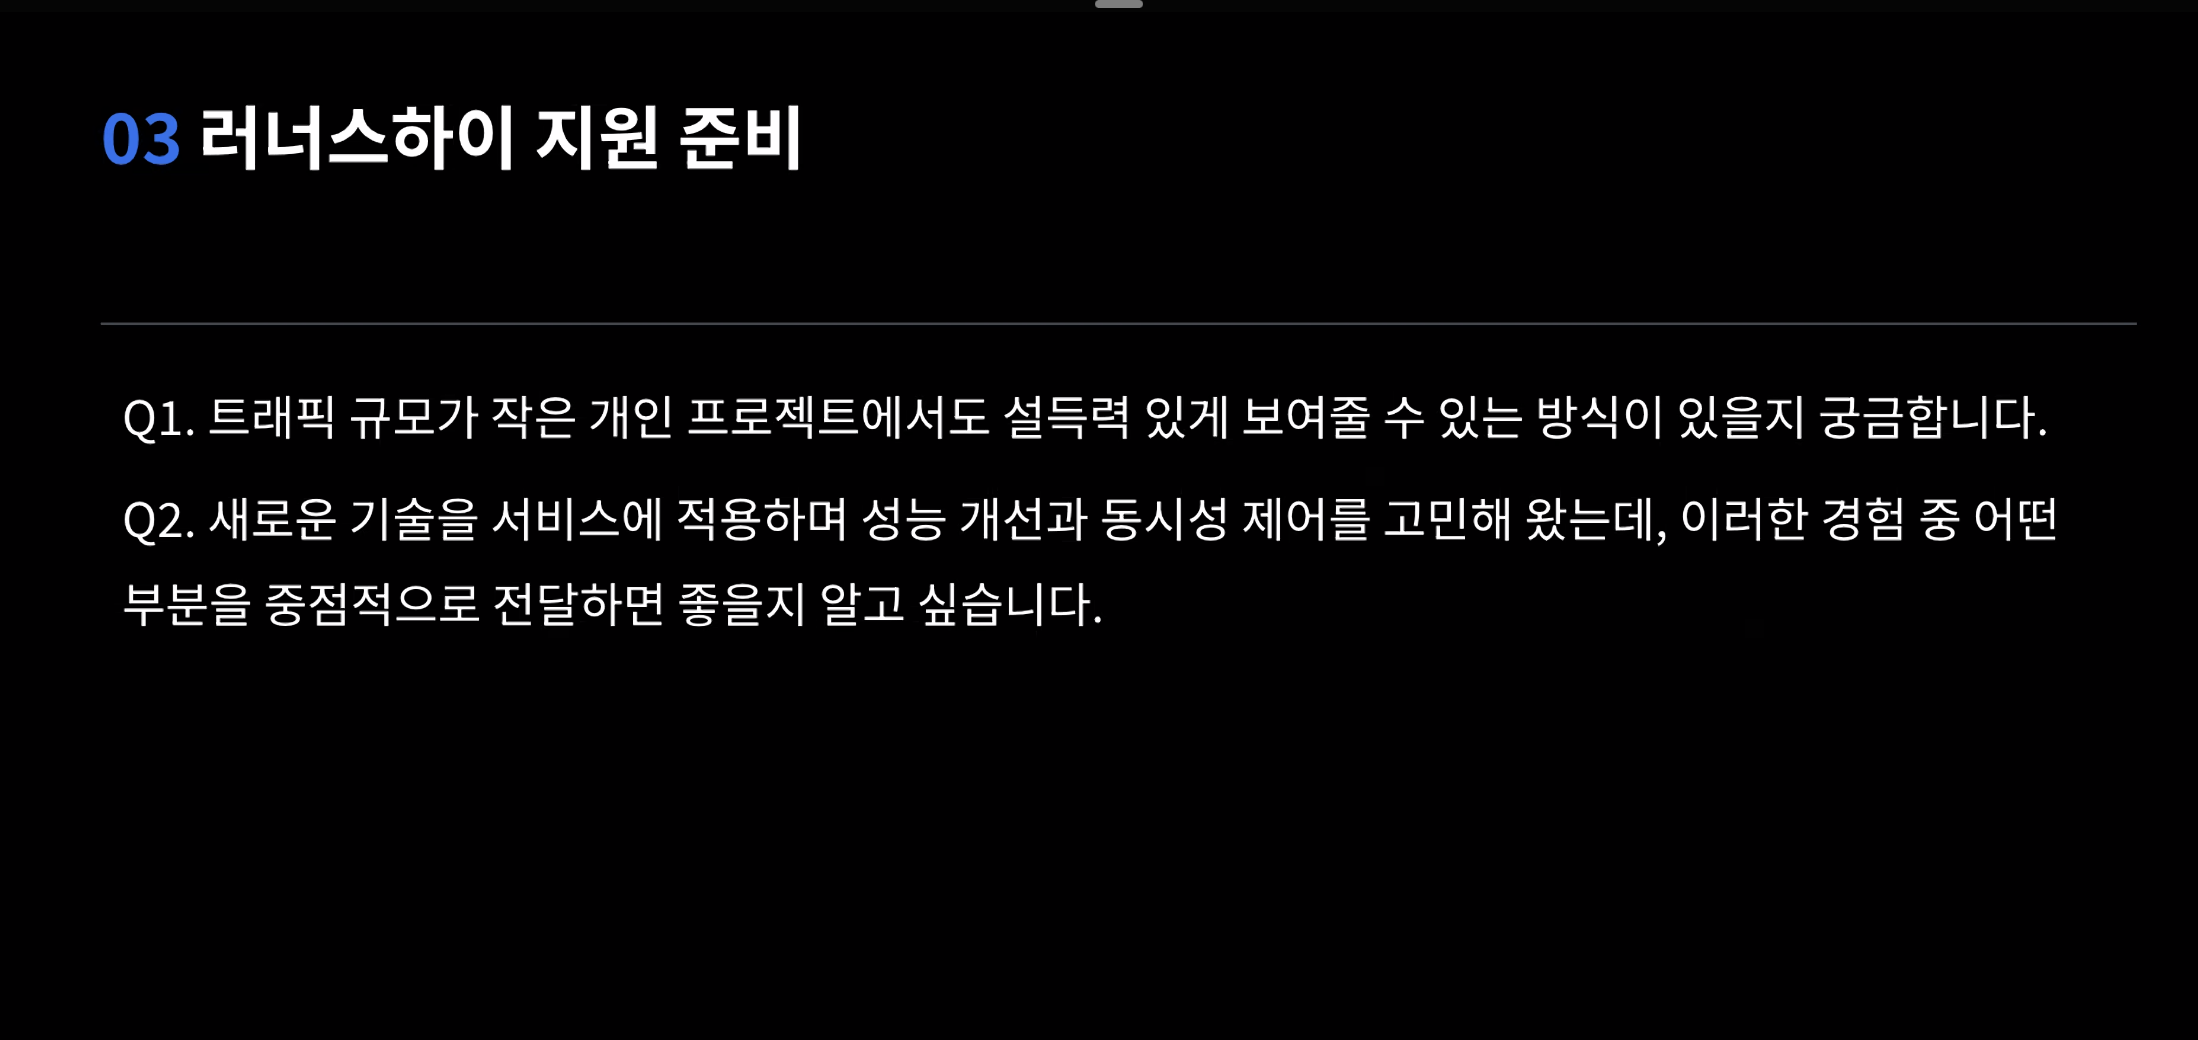 03 러너스하이 지원 준비
Q1. 트래픽 규모가 작은 개인 프로젝트에서도 설득력 있게 보여줄 수 있는 방식이 있을지 궁금합니다.
Q2. 새로운 기술을 서비스에 적용하며 성능 개선과 동시성 제어를 고민해 왔는데, 이러한 경험 중 어떤
부분을 중점적으로 전달하면 좋을지 알고 싶습니다.